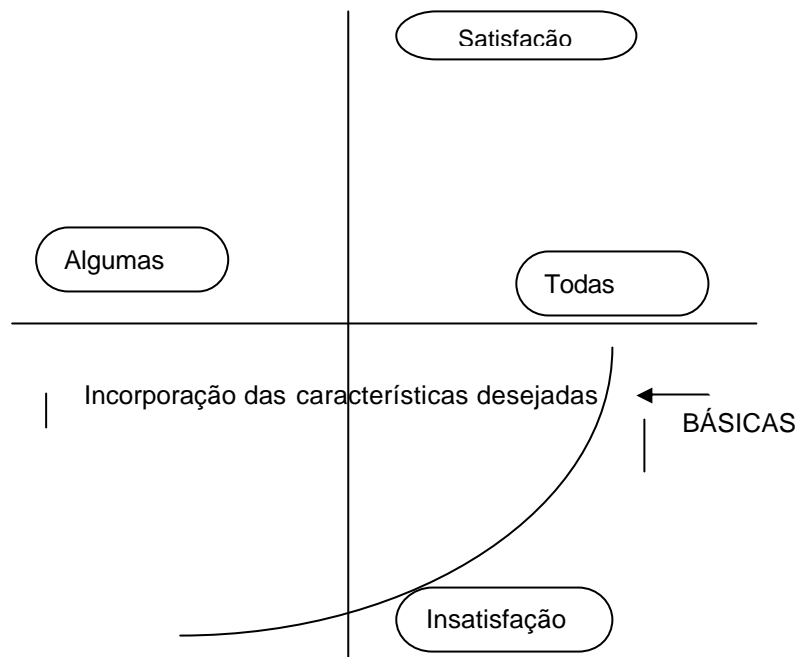 Satisfação
Algumas
Todas
Incorporação das características desejadas
BÁSICAS
Insatisfação